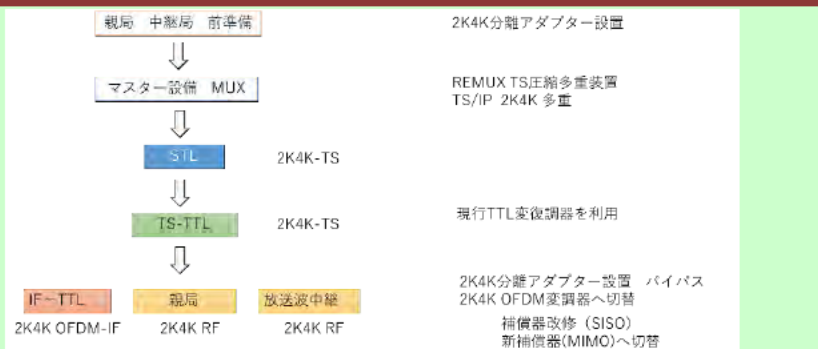 親局 中継局 前準備
2K4K分離アダプター設置
マスター設備 MUX
REMUX TS圧縮多重装置
TS/IP 2K4K 多重
STL
2K4K-TS
TS-TTL
2K4K-TS
現行TTL変復調器を利用
2K4K分離アダプター設置 バイパス
2K4K OFDM変調器へ切替
IF-TTL
親局
放送波中継
2K4K OFDM-IF
2K4K RF
2K4K RF
補償器改修（SISO）
新補償器(MIMO)へ切替